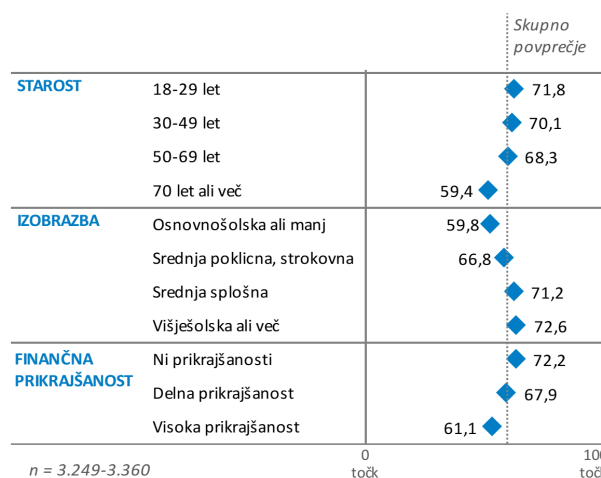 Skupno
povprečje
STAROST
18-29 let 71,8
30-49 let 70,1
50-69 let 68,3
70 let ali več 59,4
IZOBRAZBA
Osnovnošolska ali manj 59,8
Srednja poklicna, strokovna 66,8
Srednja splošna 71,2
Višješolska ali več 72,6
FINANČNA
PRIKRAJŠANOST
Ni prikrajšanosti 72,2
Delna prikrajšanost 67,9
Visoka prikrajšanost 61,1
0 100
točk točk
n = 3.249-3.360